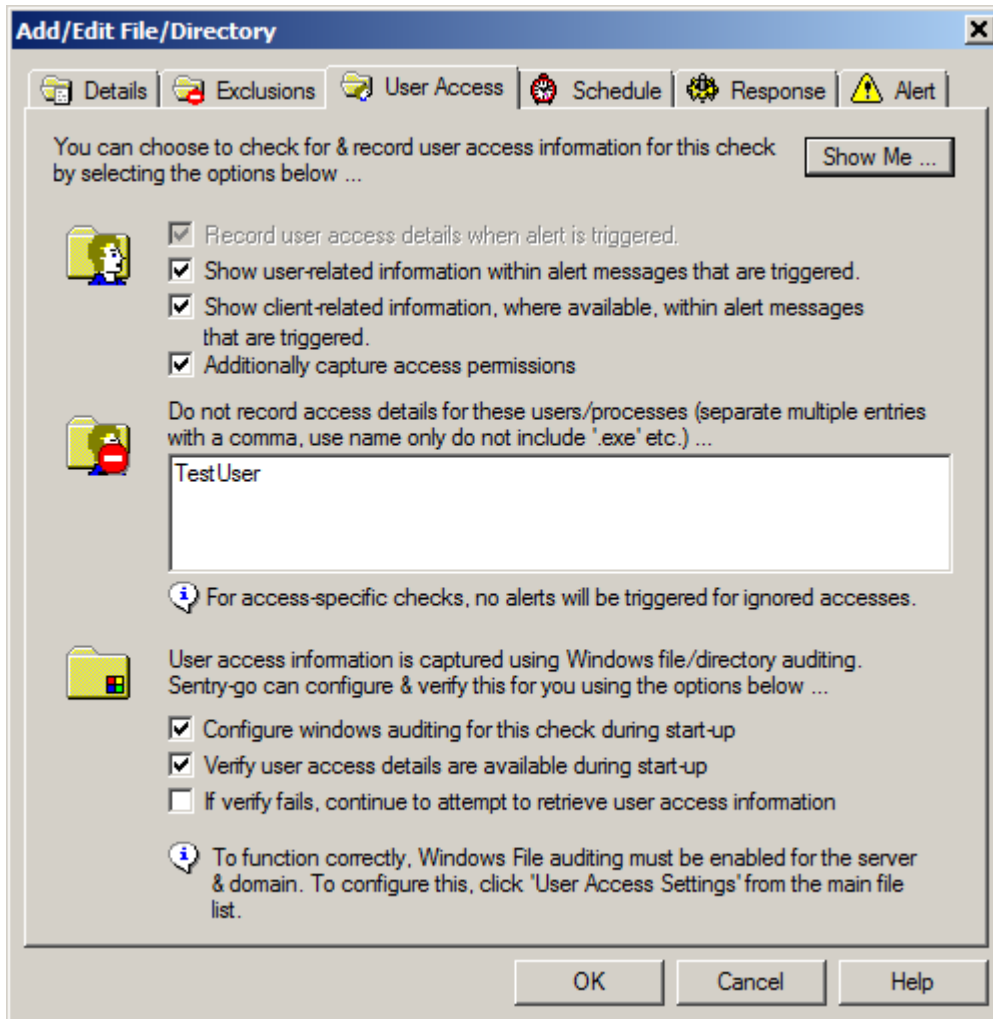 Add/Edit File/Directory
Details
Exclusions
User Access
Schedule
Response
Alert
You can choose to check for & record user access information for this check
by selecting the options below ...
Show Me ...
Record user access details when alert is triggered.
Show user-related information within alert messages that are triggered.
Show client-related information, where available, within alert messages
that are triggered.
Additionally capture access permissions
Do not record access details for these users/processes (separate multiple entries
with a comma, use name only do not include '.exe' etc.) ...
TestUser
For access-specific checks, no alerts will be triggered for ignored accesses.
User access information is captured using Windows file/directory auditing.
Sentry-go can configure & verify this for you using the options below ...
Configure windows auditing for this check during start-up
Verify user access details are available during start-up
If verify fails, continue to attempt to retrieve user access information
To function correctly, Windows File auditing must be enabled for the server
& domain. To configure this, click 'User Access Settings' from the main file
list.
OK
Cancel
Help